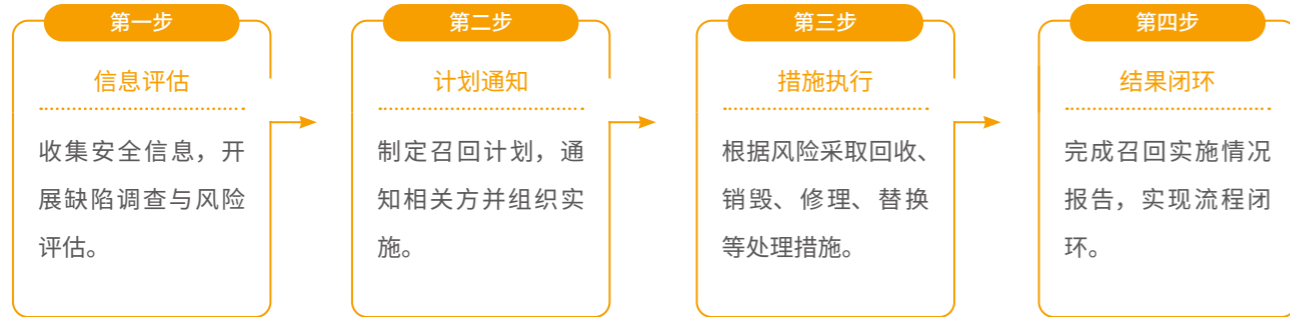 第一步
信息评估
收集安全信息，开
展缺陷调查与风险
评估。
第二步
计划通知
制定召回计划，通
知相关方并组织实
施。
第三步
措施执行
根据风险采取回收、
销毁、修理、替换
等处理措施。
第四步
结果闭环
完成召回实施情况
报告，实现流程闭
环。